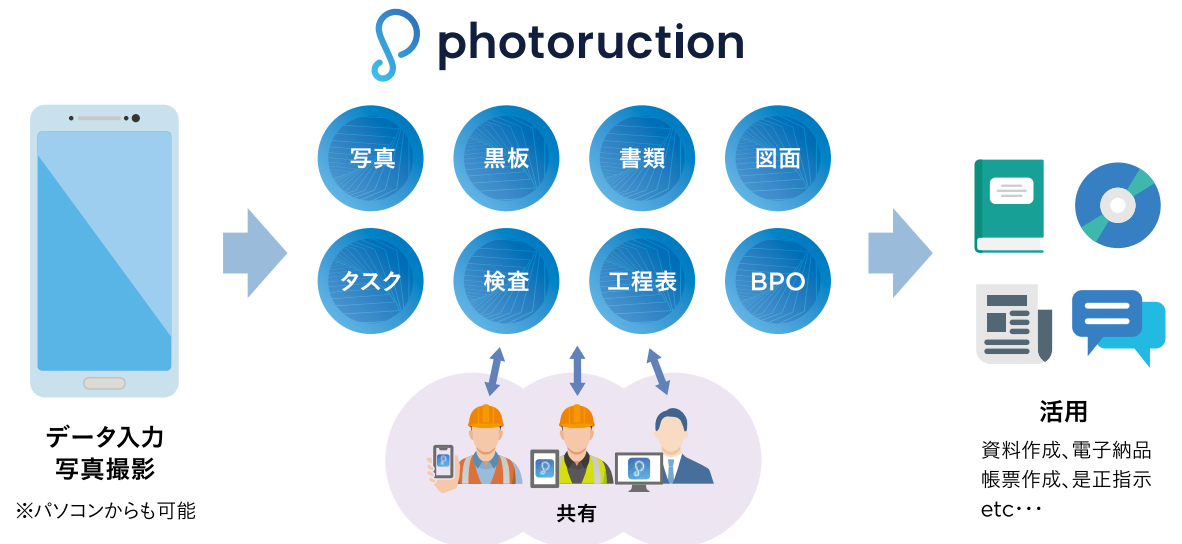 photoruction
写真
黒板
書類
図面
タスク
検査
工程表
BPO
データ入力
写真撮影
※パソコンからも可能
共有
活用
資料作成、電子納品
帳票作成、是正指示
etc・・・